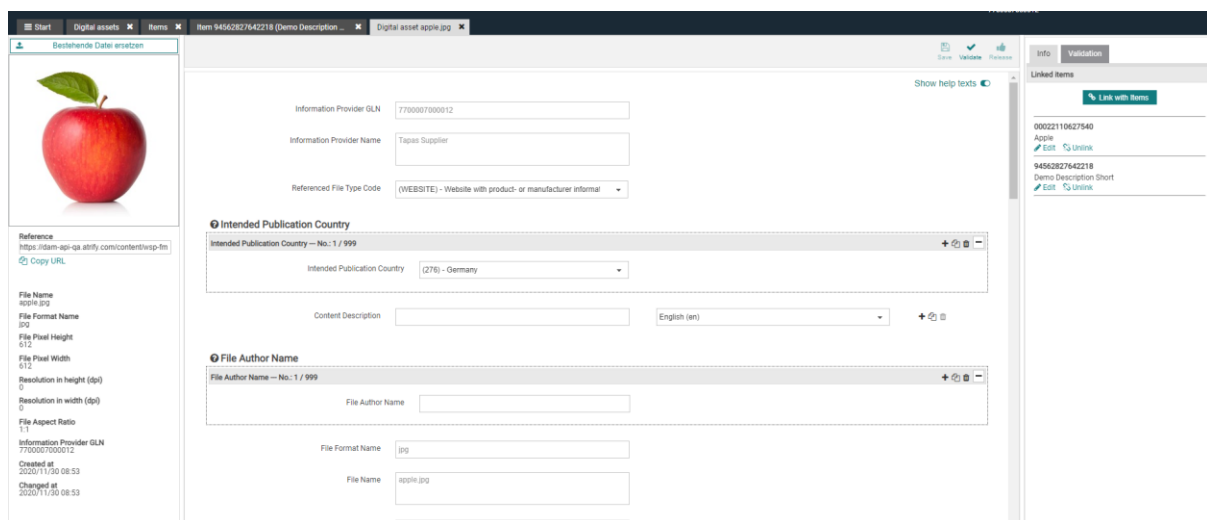 Start
Digital assets
Items
Item 94562827642218 (Demo Description ...
Digital asset apple.jpg
Bestehende Datei ersetzen
Reference
https://dam-api-qa.atrify.com/content/wsp-fm
Copy URL
File Name
apple.jpg
File Format Name
jpg
File Pixel Height
612
File Pixel Width
612
Resolution in height (dpi)
0
Resolution in width (dpi)
0
File Aspect Ratio
1:1
Information Provider GLN
7700007000012
Created at
2020/11/30 08:53
Changed at
2020/11/30 08:53
Save Validate Release
Show help texts
Information Provider GLN
7700007000012
Information Provider Name
Tapas Supplier
Referenced File Type Code
(WEBSITE) - Website with product- or manufacturer informat
Intended Publication Country
Intended Publication Country — No.: 1 / 999
Intended Publication Country
(276) - Germany
Content Description
English (en)
File Author Name
File Author Name — No.: 1 / 999
File Author Name
File Format Name
jpg
File Name
apple.jpg
Info
Validation
Linked items
Link with Items
00022110627540
Apple
Edit Unlink
94562827642218
Demo Description Short
Edit Unlink